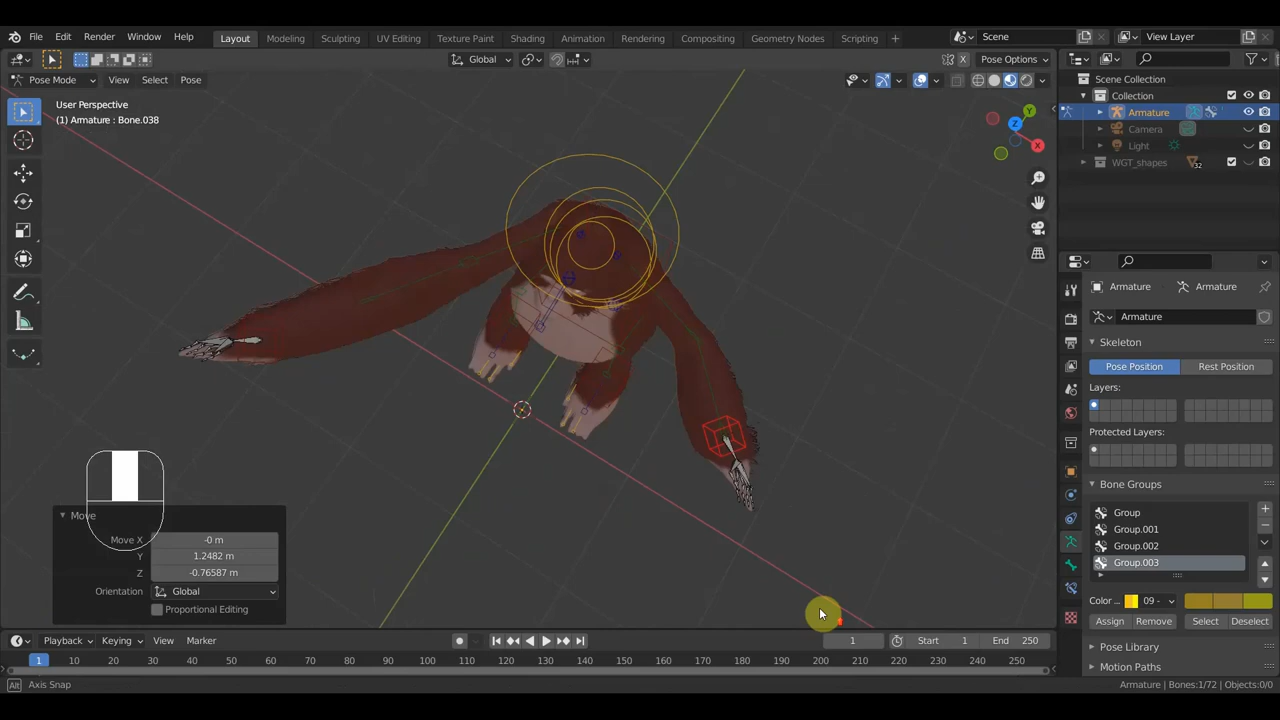 File Edit Render Window Help Layout Modeling Sculpting UV Editing Texture Paint Shading Animation Rendering Compositing Geometry Nodes Scripting + Scene View Layer
Global X Pose Options
Pose Mode View Select Pose
User Perspective
(1) Armature : Bone.038
Y
Z
X
Scene Collection
Collection
Armature
Camera
Light
WGT_shapes 32
Armature Armature
Armature
Skeleton
Pose Position Rest Position
Layers:
Protected Layers:
Bone Groups
Group
Group.001
Group.002
Group.003
Color 09 -
Assign Remove Select Deselect
Pose Library
Motion Paths
Move
Move X -0 m
Y 1.2482 m
Z -0.76587 m
Orientation Global
Proportional Editing
Playback Keying View Marker 1 Start 1 End 250
1 10 20 30 40 50 60 70 80 90 100 110 120 130 140 150 160 170 180 190 200 210 220 230 240 250
Alt Axis Snap Armature | Bones:1/72 | Objects:0/0